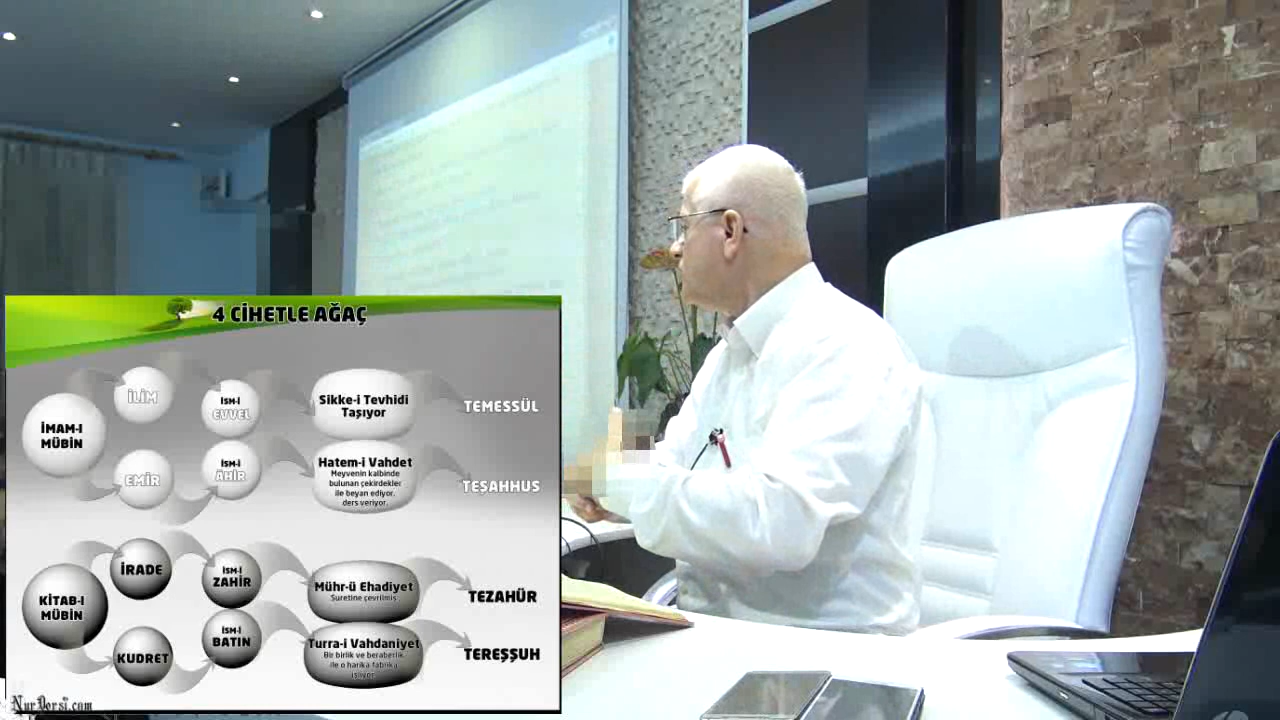 4 CİHETLE AĞAÇ
İMAM-I
MÜBİN
İLİM
EMİR
İSM-İ
EVVEL
İSM-İ
ÂHİR
Sikke-i Tevhidi
Taşıyor
Hatem-i Vahdet
Meyvenin kalbinde
bulunan çekirdekler
ile beyan ediyor,
ders veriyor.
TEMESSÜL
TEŞAHHUS
KİTAB-I
MÜBİN
İRADE
KUDRET
İSM-İ
ZAHİR
İSM-İ
BATIN
Mühr-ü Ehadiyet
Suretine çevrilmiş
Turra-i Vahdaniyet
Bir birlik ve beraberlik
ile o harika fabrika
işliyor
TEZAHÜR
TEREŞŞUH
NurDersi.com